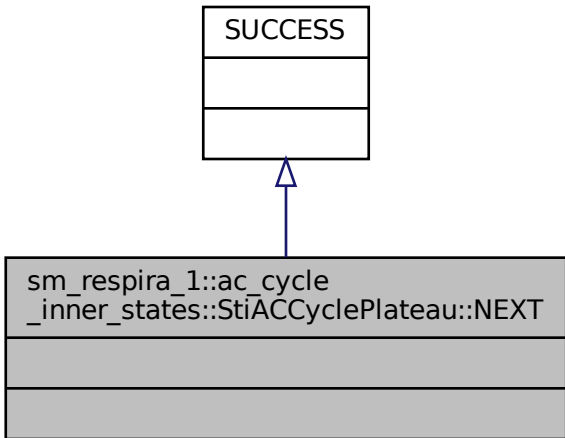 SUCCESS
sm_respira_1::ac_cycle
_inner_states::StiACCyclePlateau::NEXT